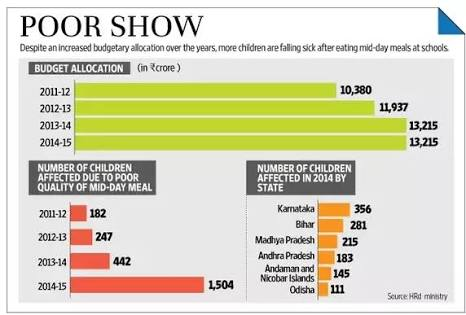 POOR SHOW
Despite an increased budgetary allocation over the years, more children are falling sick after eating mid-day meals at schools.
BUDGET ALLOCATION (in ₹crore )
2011-12 10,380
2012-13 11,937
2013-14 13,215
2014-15 13,215
NUMBER OF CHILDREN
AFFECTED DUE TO POOR
QUALITY OF MID-DAY MEAL
2011-12 182
2012-13 247
2013-14 442
2014-15 1,504
NUMBER OF CHILDREN
AFFECTED IN 2014 BY
STATE
Karnataka 356
Bihar 281
Madhya Pradesh 215
Andhra Pradesh 183
Andaman and
Nicobar Islands 145
Odisha 111
Source: HRd ministry